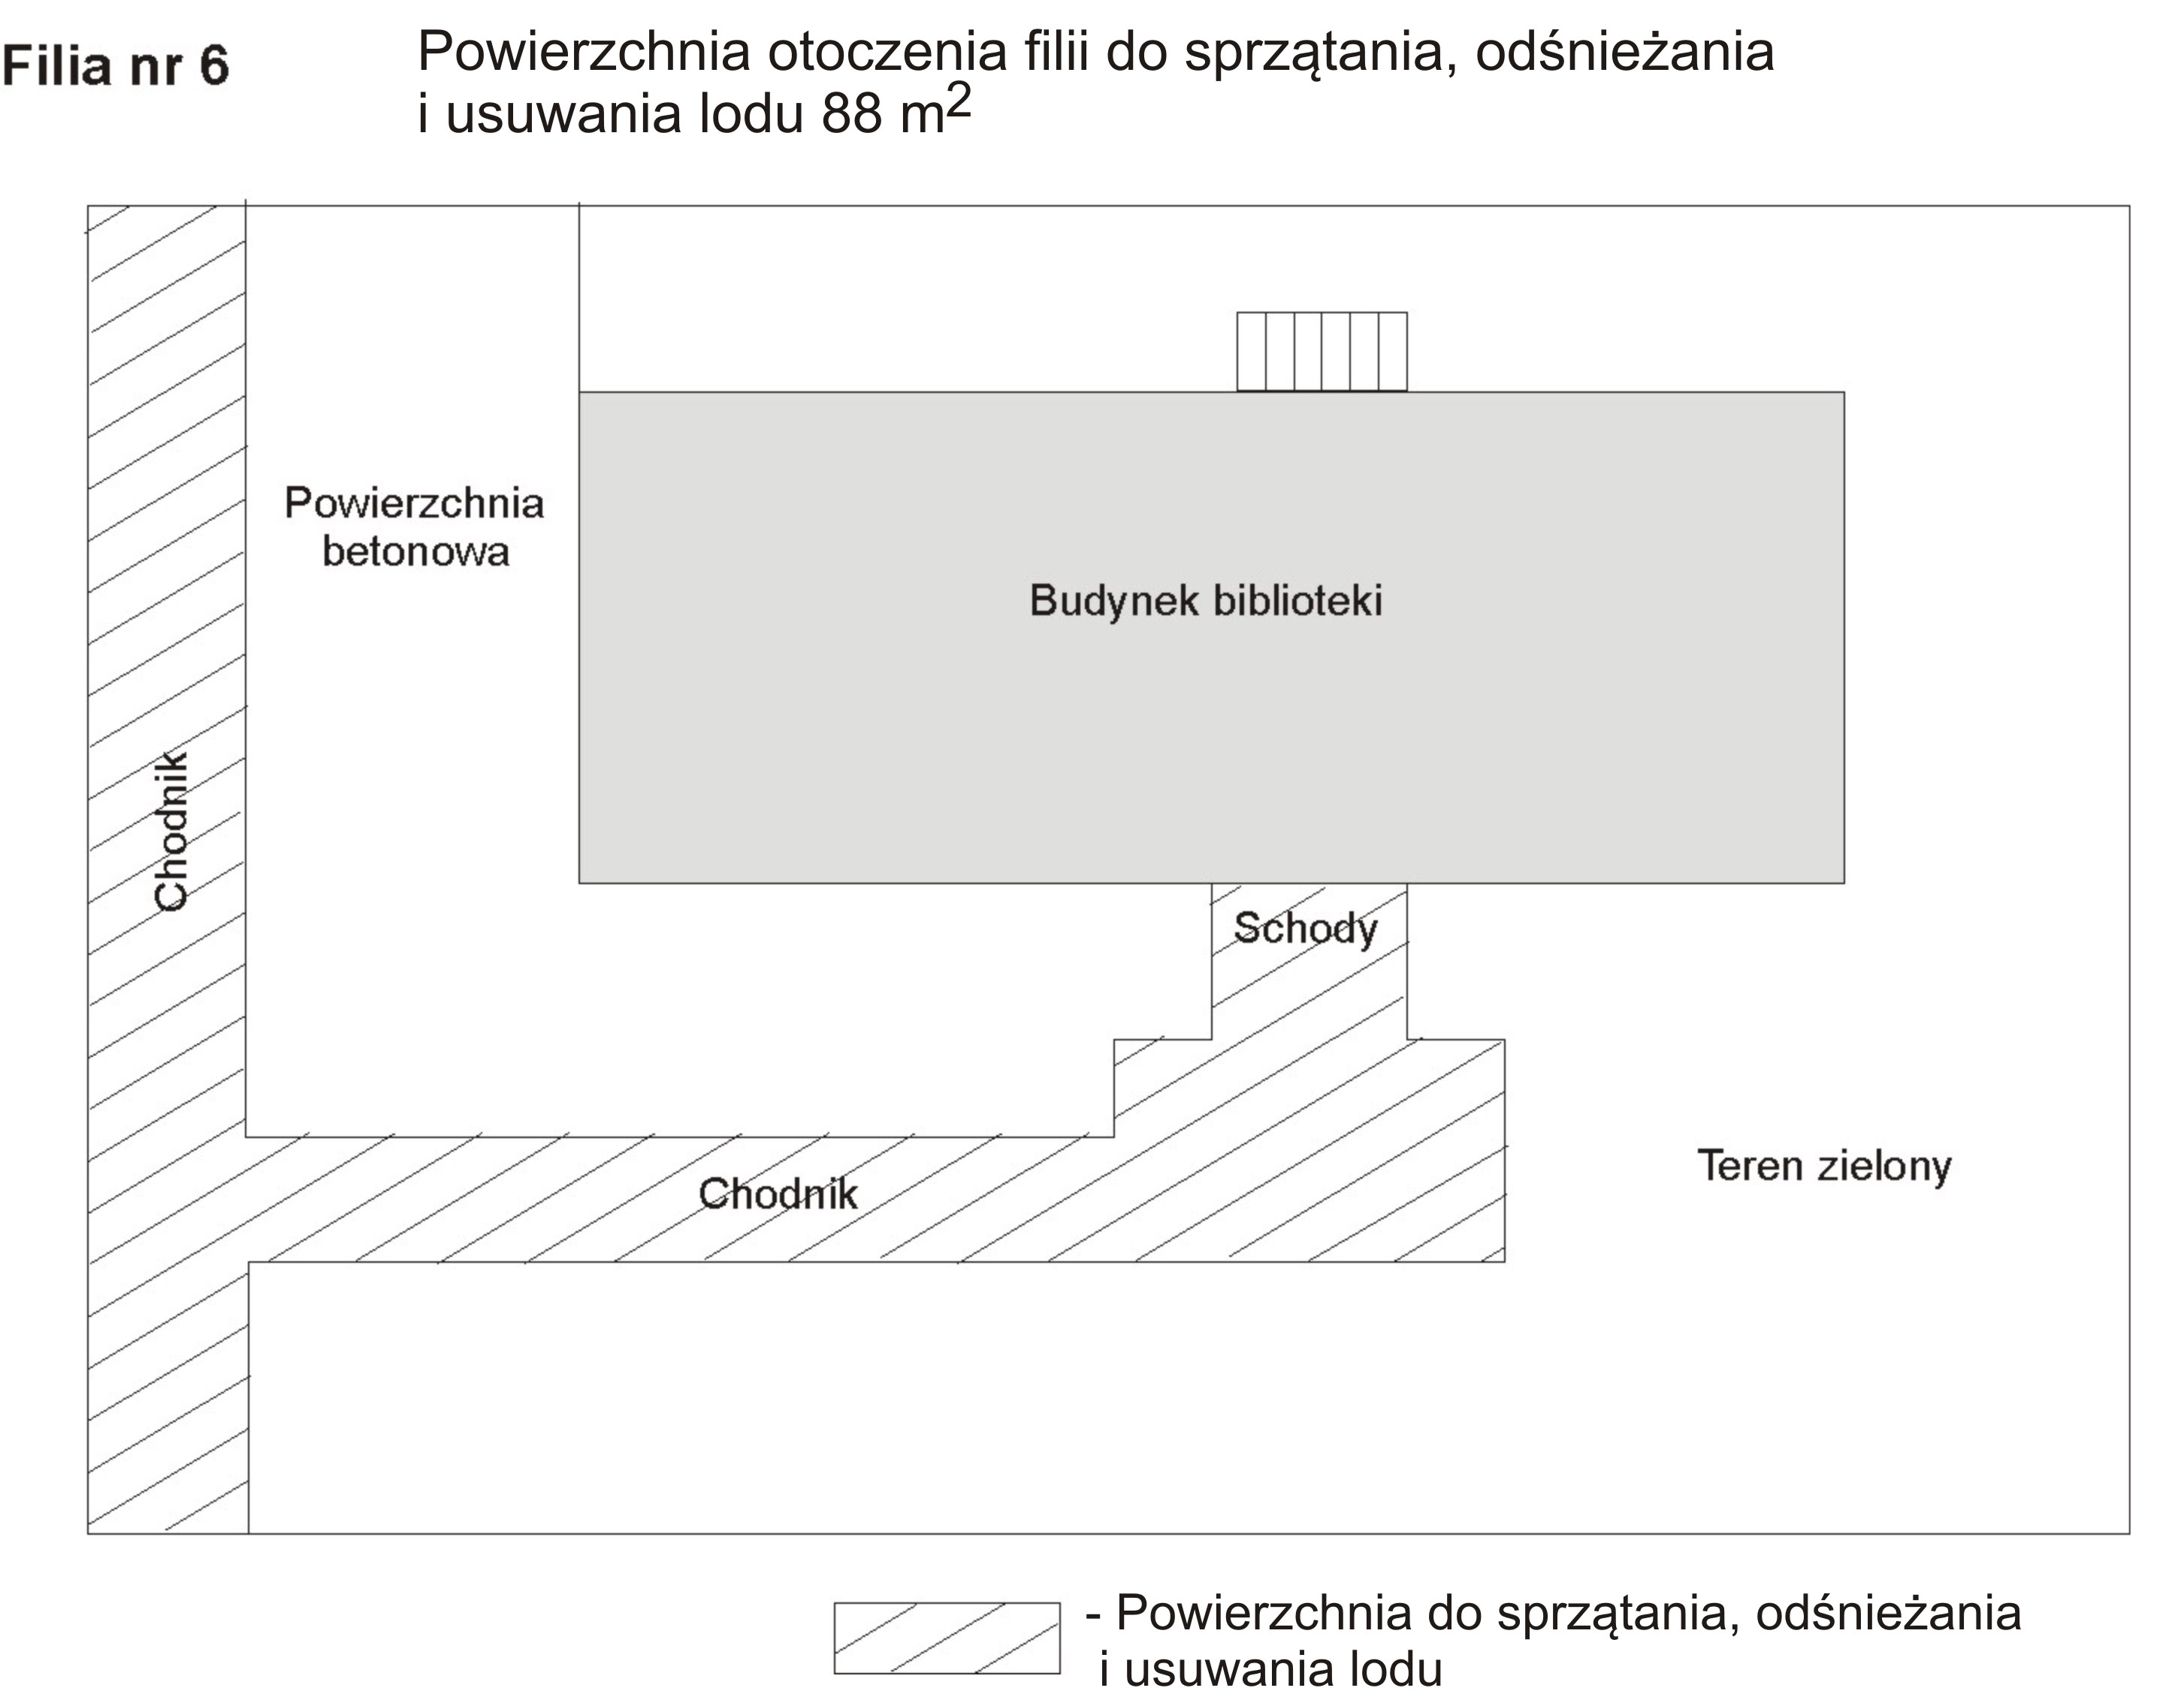 Filia nr 6
Powierzchnia otoczenia filii do sprzątania, odśnieżania
i usuwania lodu 88 m²
Powierzchnia
betonowa
Budynek biblioteki
Chodnik
Schody
Teren zielony
Chodnik
- Powierzchnia do sprzątania, odśnieżania
i usuwania lodu